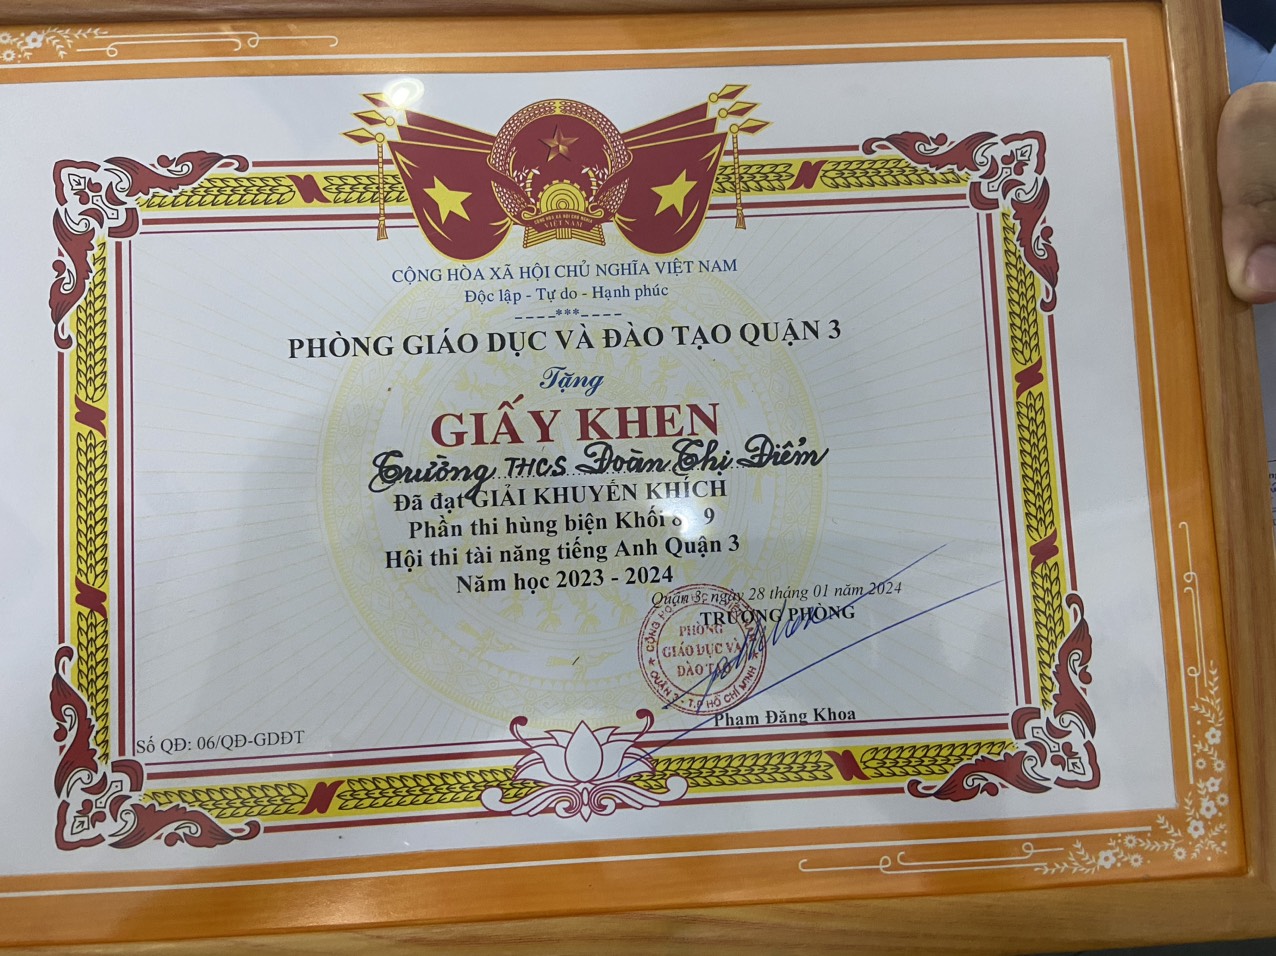 CỘNG HÒA XÃ HỘI CHỦ NGHĨA VIỆT NAM
Độc lập - Tự do - Hạnh phúc
----***----
PHÒNG GIÁO DỤC VÀ ĐÀO TẠO QUẬN 3
Tặng
GIẤY KHEN
Trường THCS Đoàn Thị Điểm
Đã đạt GIẢI KHUYẾN KHÍCH
Phần thi hùng biện Khối 8 9
Hội thi tài năng tiếng Anh Quận 3
Năm học 2023 - 2024
Quận 3, ngày 28 tháng 01 năm 2024
TRƯỞNG PHÒNG
PHÒNG
GIÁO DỤC VÀ
ĐÀO TẠO
QUẬN 3 - T.P HỒ CHÍ MINH
Phạm Đăng Khoa
Số QĐ: 06/QĐ-GDĐT